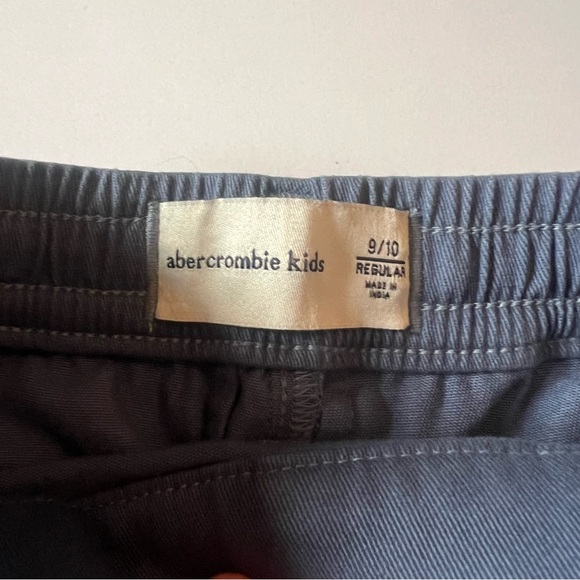 abercrombie kids
9/10
REGULAR
MADE IN
INDIA